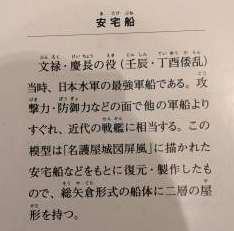 安宅船
文禄・慶長の役(壬辰・丁酉倭乱)
当時、日本水軍の最強軍船である。攻
撃力・防御力などの面で他の軍船より
すぐれ、近代の戦艦に相当する。この
模型は「名護屋城図屏風」に描かれた
安宅船などをもとに復元・製作したも
ので、総矢倉形式の船体に二層の屋
形を持つ。